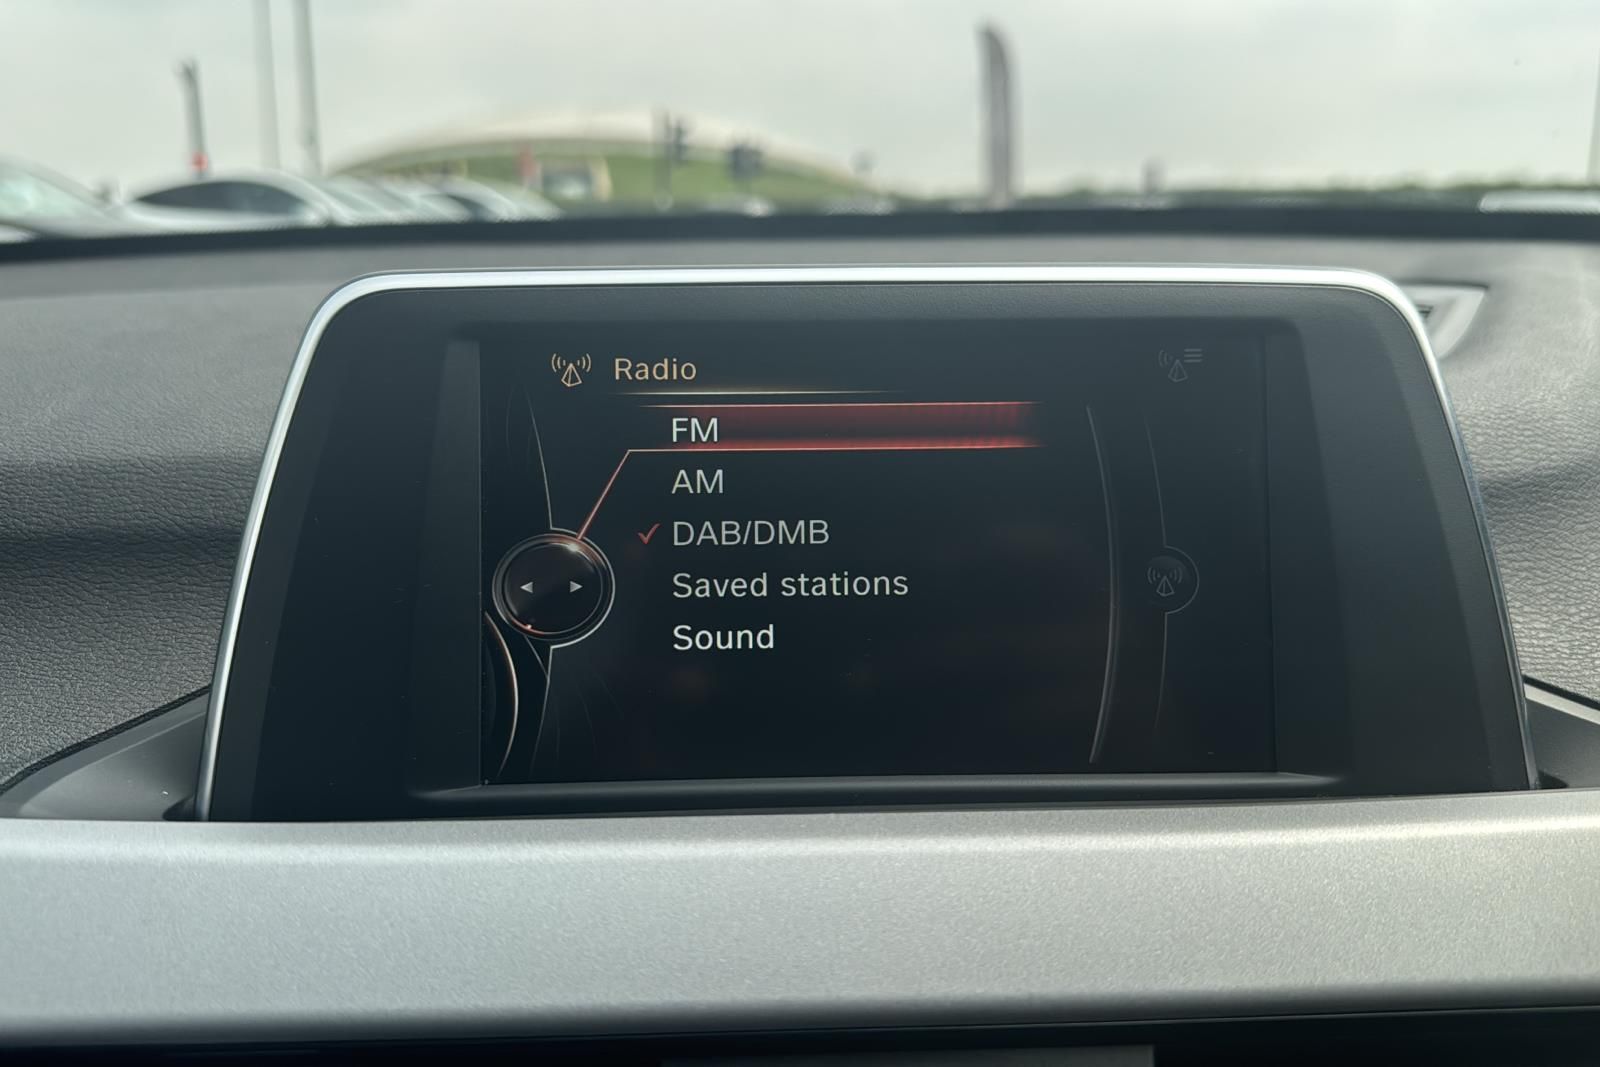 Radio
FM
AM
✓ DAB/DMB
Saved stations
Sound